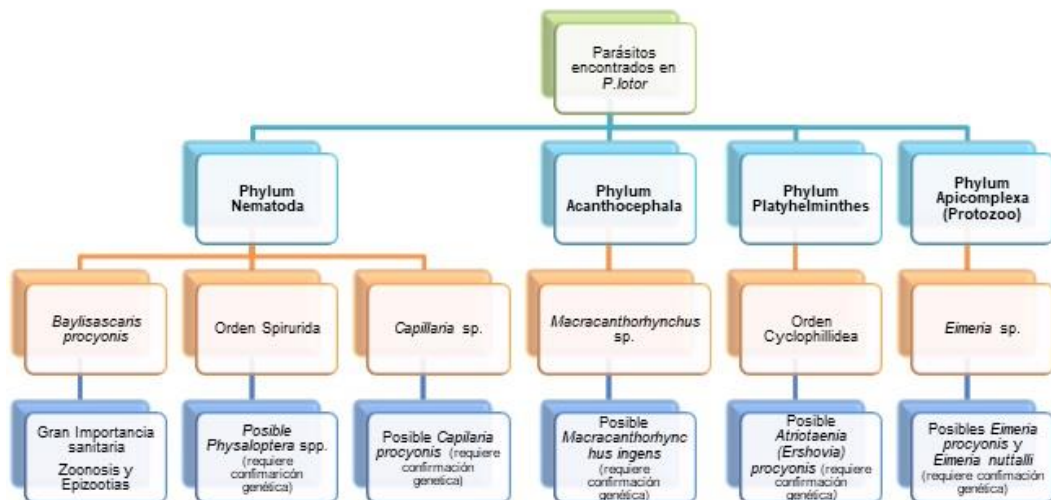 Parásitos
encontrados en
P.lotor
Phylum
Nematoda
Phylum
Acanthocephala
Phylum
Platyhelminthes
Phylum
Apicomplexa
(Protozoo)
Baylisascaris
procyonis
Orden Spirurida
Capillaria sp.
Macracanthorhynchus
sp.
Orden
Cyclophillidea
Eimeria sp.
Gran Importancia
sanitaria
Zoonosis y
Epizootias
Posible
Physaloptera spp.
(requiere confirmaricón
genética)
Posible Capilaria
procyonis (requiere
confirmación
genética)
Posible
Macracanthorhync
hus ingens
(requiere
confirmación
genética)
Posible
Atriotaenia
(Ershovia)
procyonis (requiere
confirmación
genética)
Posibles Eimeria
procyonis y
Eimeria nuttalli
(requiere confimación
genética)